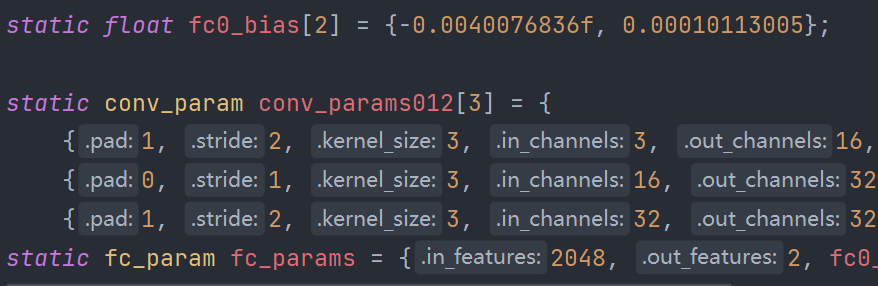 static float fc0_bias[2] = {-0.0040076836f, 0.00010113005};
static conv_param conv_params012[3] = {
{ .pad: 1, .stride: 2, .kernel_size: 3, .in_channels: 3, .out_channels: 16,
{ .pad: 0, .stride: 1, .kernel_size: 3, .in_channels: 16, .out_channels: 32
{ .pad: 1, .stride: 2, .kernel_size: 3, .in_channels: 32, .out_channels: 32
static fc_param fc_params = { .in_features: 2048, .out_features: 2, fc0_